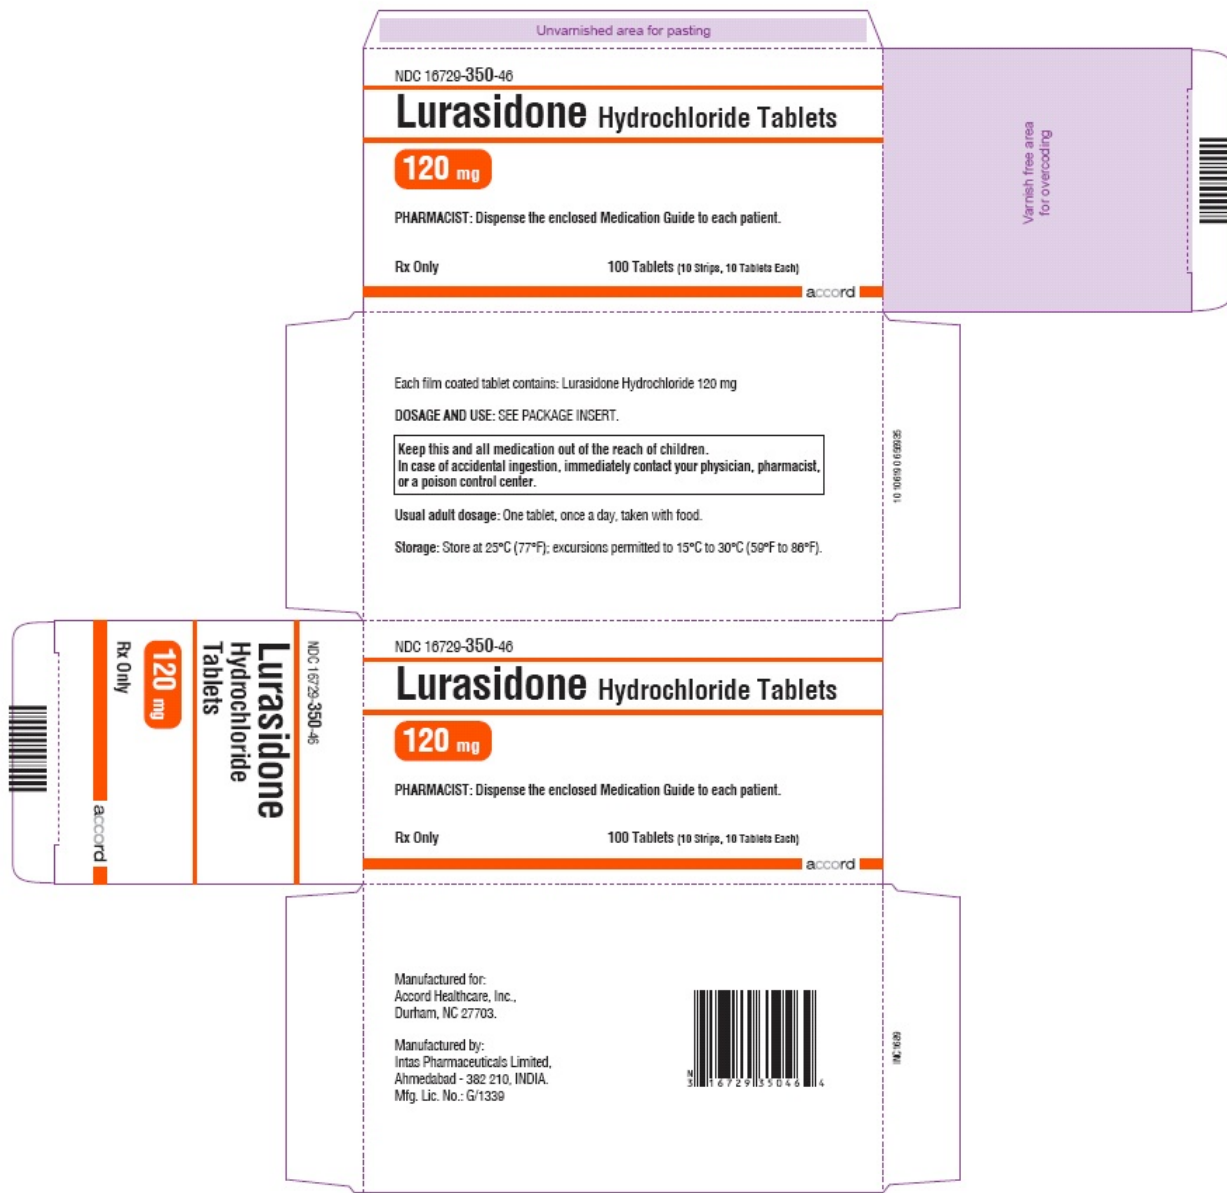 Unvarnished area for pasting
NDC 16729-350-46
Lurasidone Hydrochloride Tablets
120 mg
PHARMACIST: Dispense the enclosed Medication Guide to each patient.
Rx Only 100 Tablets (10 Strips, 10 Tablets Each)
accord
Varnish free area
for overcoding
Each film coated tablet contains: Lurasidone Hydrochloride 120 mg
DOSAGE AND USE: SEE PACKAGE INSERT.
Keep this and all medication out of the reach of children.
In case of accidental ingestion, immediately contact your physician, pharmacist,
or a poison control center.
Usual adult dosage: One tablet, once a day, taken with food.
Storage: Store at 25°C (77°F); excursions permitted to 15°C to 30°C (59°F to 86°F).
NDC 16729-350-46
Lurasidone
Hydrochloride
Tablets
120 mg
Rx Only
accord
NDC 16729-350-46
Lurasidone Hydrochloride Tablets
120 mg
PHARMACIST: Dispense the enclosed Medication Guide to each patient.
Rx Only 100 Tablets (10 Strips, 10 Tablets Each)
accord
Manufactured for:
Accord Healthcare, Inc.,
Durham, NC 27703.
Manufactured by:
Intas Pharmaceuticals Limited,
Ahmedabad - 382 210, INDIA.
Mfg. Lic. No.: G/1339
N
3 16729 35046 4